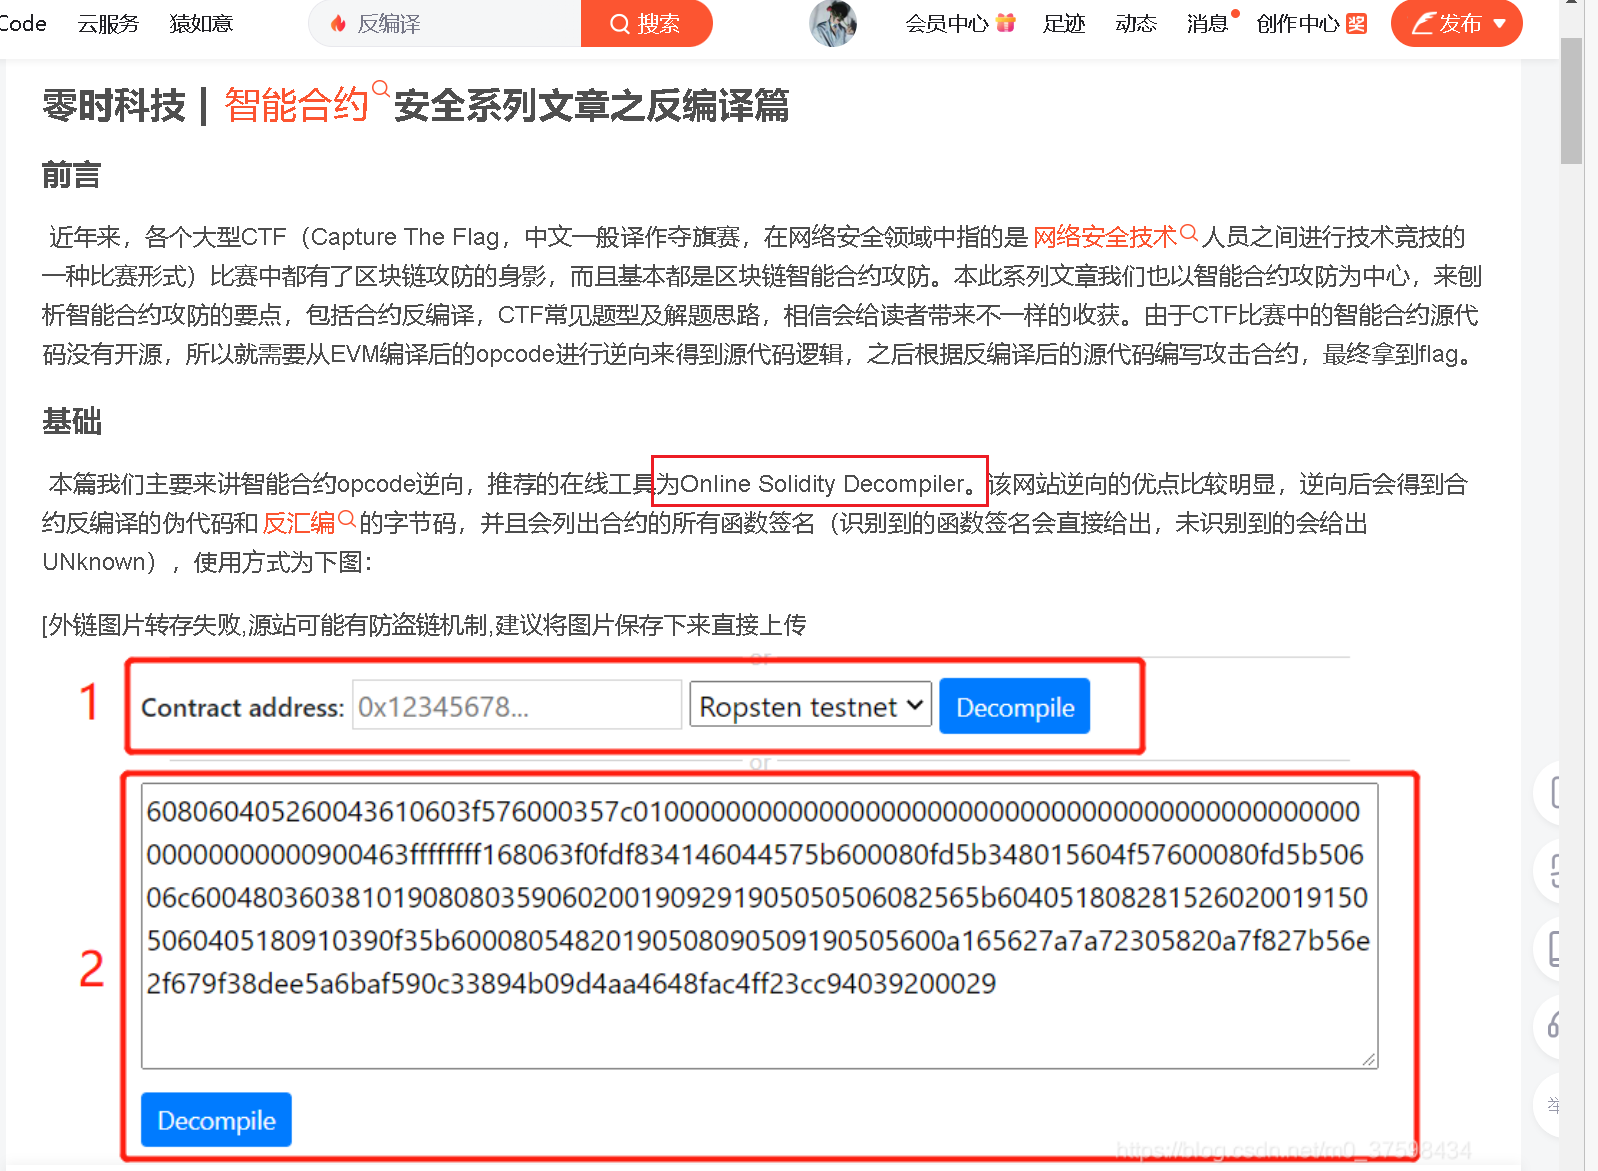 Code 云服务 猿如意 反编译 搜索 会员中心 足迹 动态 消息 创作中心 奖 发布
零时科技 | 智能合约安全系列文章之反编译篇
前言
近年来，各个大型CTF（Capture The Flag，中文一般译作夺旗赛，在网络安全领域中指的是 网络安全技术 人员之间进行技术竞技的
一种比赛形式）比赛中都有了区块链攻防的身影，而且基本都是区块链智能合约攻防。本此系列文章我们也以智能合约攻防为中心，来刨
析智能合约攻防的要点，包括合约反编译，CTF常见题型及解题思路，相信会给读者带来不一样的收获。由于CTF比赛中的智能合约源代
码没有开源，所以就需要从EVM编译后的opcode进行逆向来得到源代码逻辑，之后根据反编译后的源代码编写攻击合约，最终拿到flag。
基础
本篇我们主要来讲智能合约opcode逆向，推荐的在线工具为Online Solidity Decompiler。该网站逆向的优点比较明显，逆向后会得到合
约反编译的伪代码和 反汇编 的字节码，并且会列出合约的所有函数签名（识别到的函数签名会直接给出，未识别到的会给出
UNknown），使用方式为下图：
[外链图片转存失败,源站可能有防盗链机制,建议将图片保存下来直接上传
or
1 Contract address: 0x12345678... Ropsten testnet Decompile
or
6080604052600436106
03f576000357c0100000000000000000000000000000000000000000000
00000000000900463ffffffff168063f0fdf834146044575b600080fd5b348015604f57600080fd5b506
06c60048036038101908080359060200190929190505050608256
5b6040518082815260200191505060405180910390f35b60008054820190508090509190505600a165627a7a72305820a7f827b56e
2
2f679f38dee5a6baf590c33894b09d4aa4648fac4ff23cc94039200029
Decompile
举
https://blog.csdn.net/m0_37598434